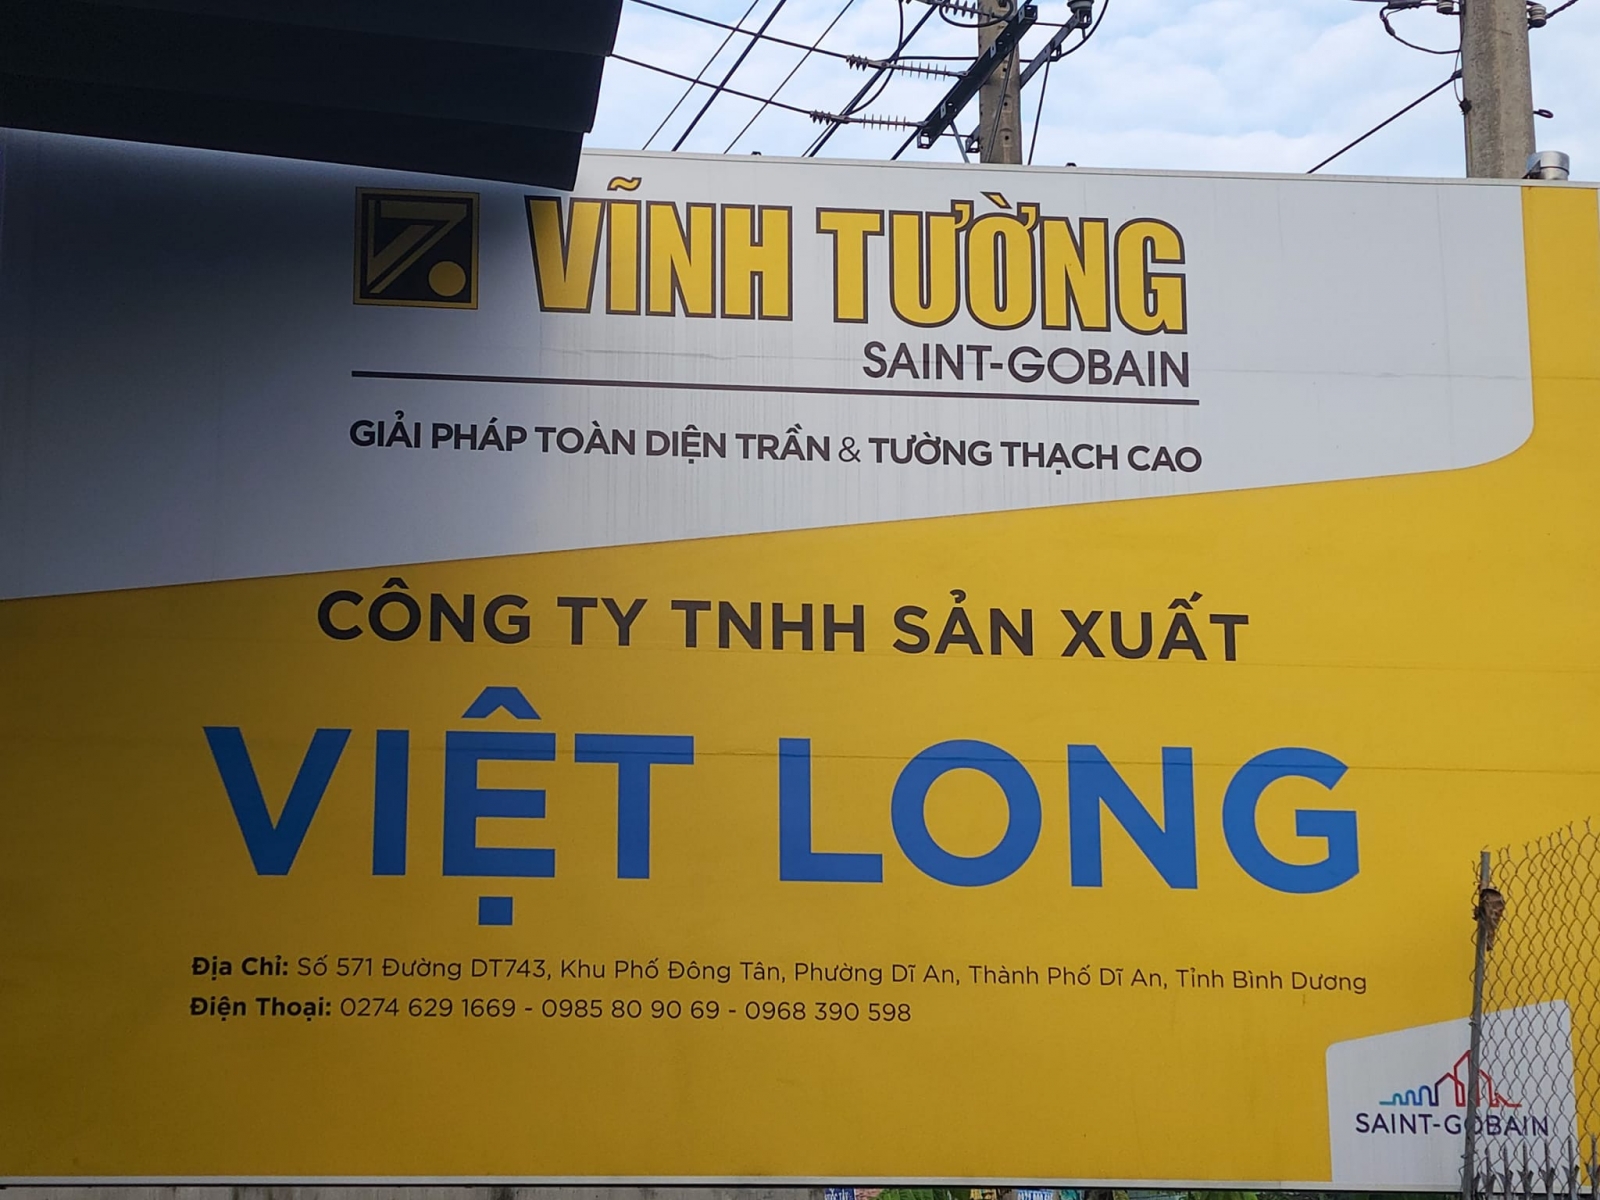 VĨNH TƯỜNG
SAINT-GOBAIN
GIẢI PHÁP TOÀN DIỆN TRẦN & TƯỜNG THẠCH CAO
CÔNG TY TNHH SẢN XUẤT
VIỆT LONG
Địa Chỉ: Số 571 Đường DT743, Khu Phố Đông Tân, Phường Dĩ An, Thành Phố Dĩ An, Tỉnh Bình Dương
Điện Thoại: 0274 629 1669 - 0985 80 90 69 - 0968 390 598
SAINT-GOBAIN